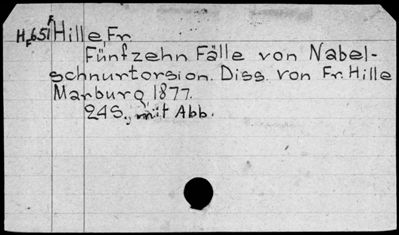 H 651 Hille, Fr
Fünfzehn Fälle von Nabel-
schnurtorsion. Diss. von Fr. Hille
Marburg 1877.
24 S., mit Abb.